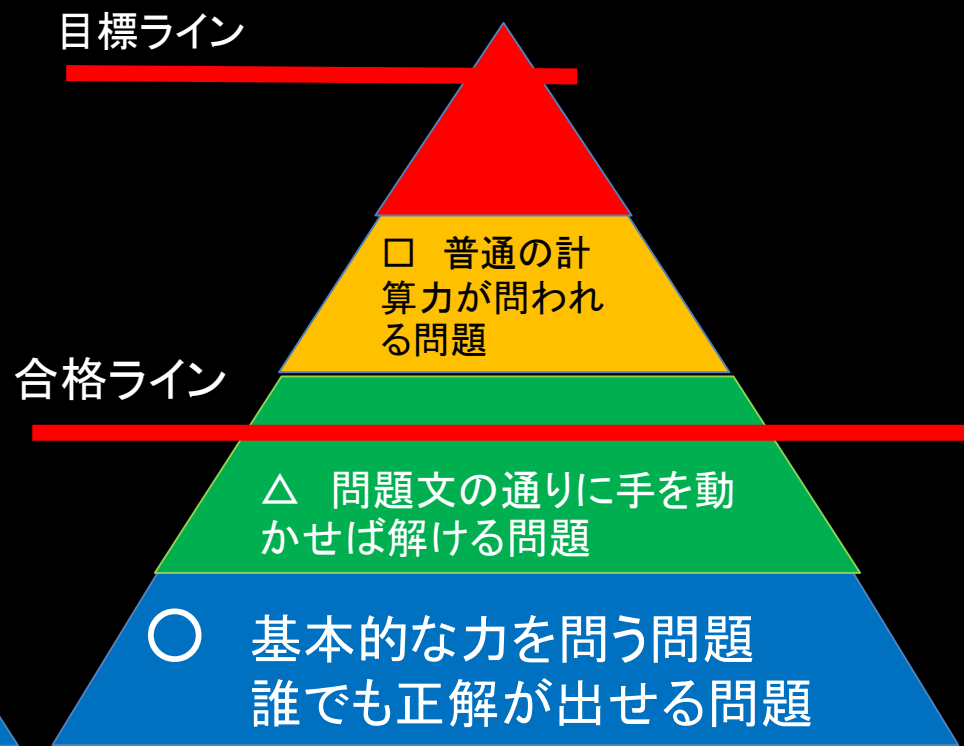 目標ライン
□ 普通の計
算力が問われ
る問題
合格ライン
△ 問題文の通りに手を動
かせば解ける問題
○ 基本的な力を問う問題
誰でも正解が出せる問題